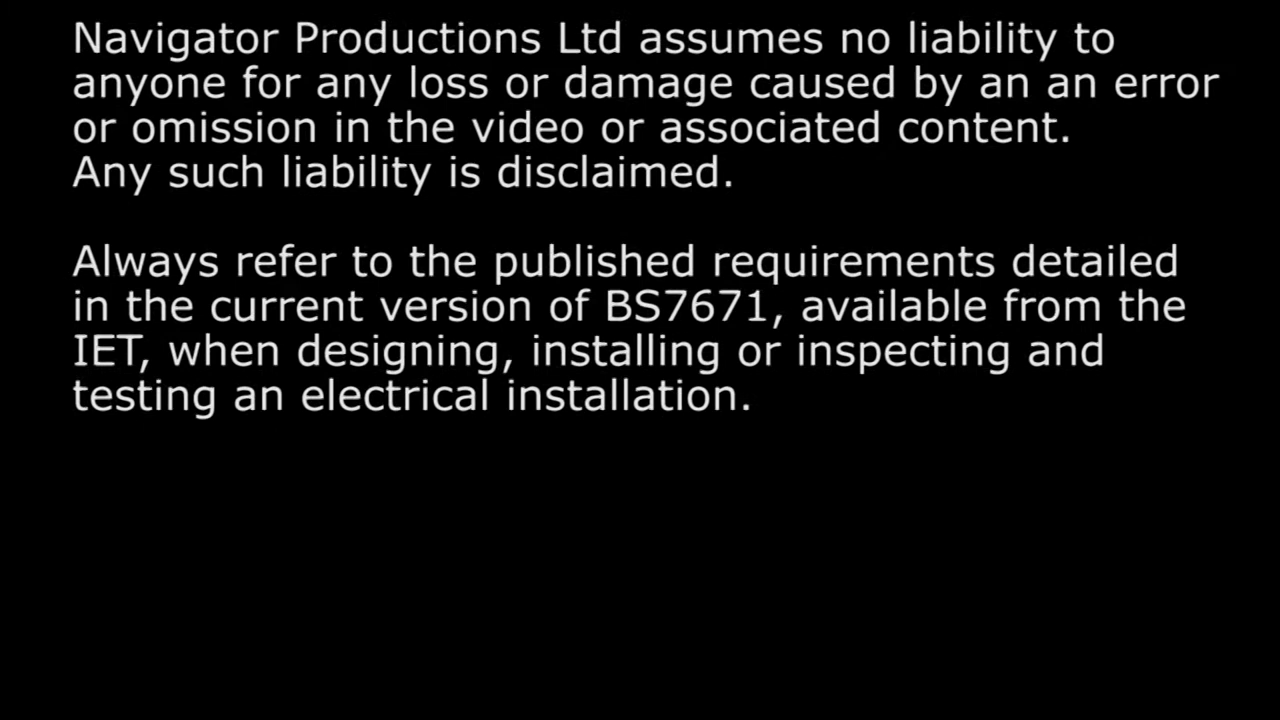 Navigator Productions Ltd assumes no liability to
anyone for any loss or damage caused by an an error
or omission in the video or associated content.
Any such liability is disclaimed.
Always refer to the published requirements detailed
in the current version of BS7671, available from the
IET, when designing, installing or inspecting and
testing an electrical installation.